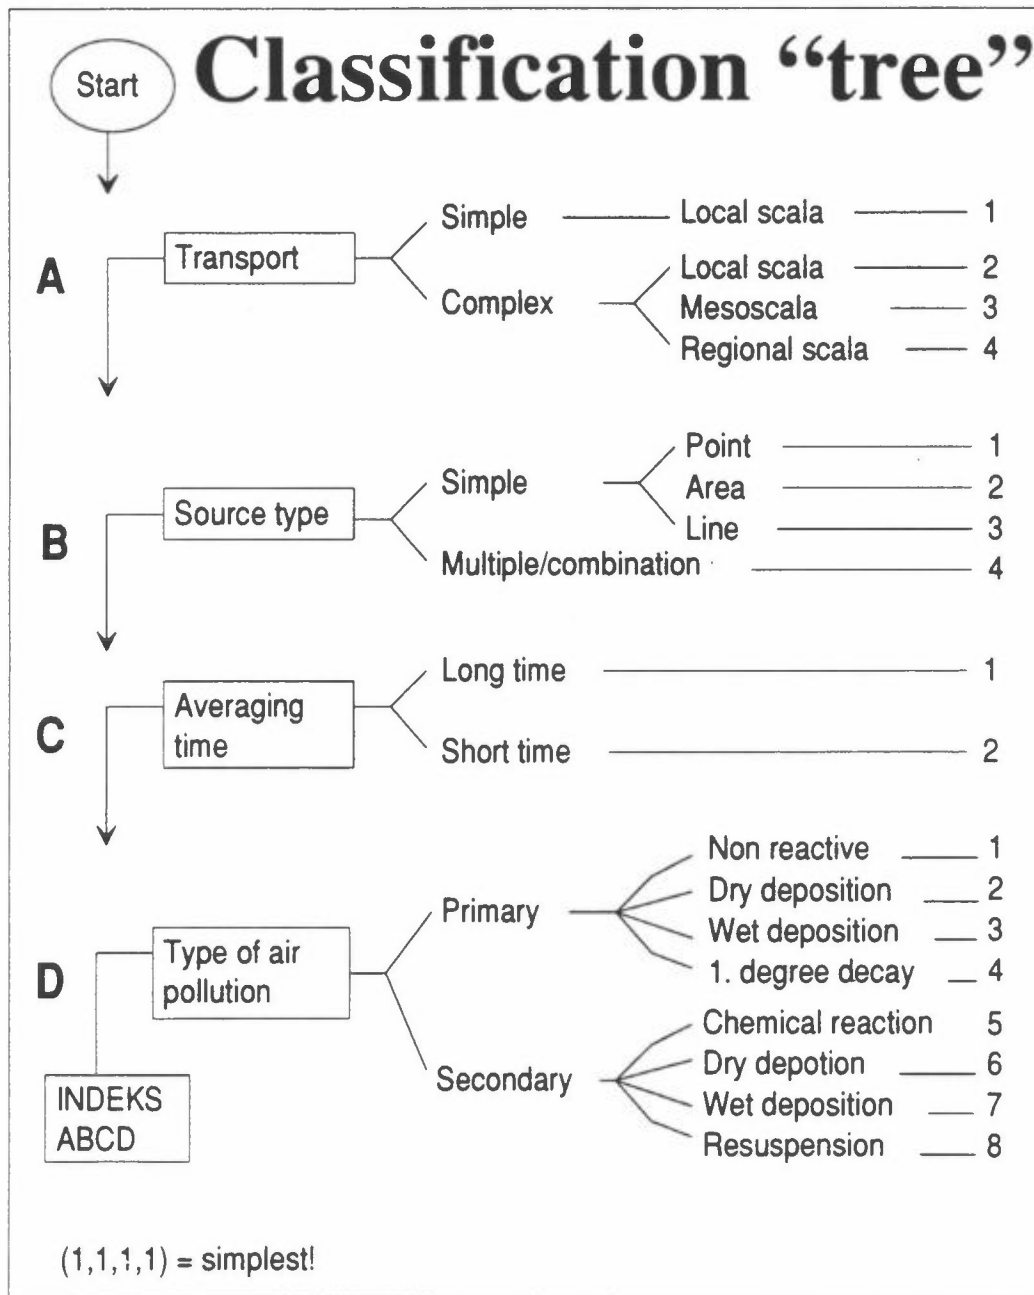 Start
Classification “tree”
A
Transport
Simple
Local scala 1
Complex
Local scala 2
Mesoscala 3
Regional scala 4
B
Source type
Simple
Point 1
Area 2
Line 3
Multiple/combination 4
C
Averaging
time
Long time 1
Short time 2
D
Type of air
pollution
Primary
Non reactive 1
Dry deposition 2
Wet deposition 3
1. degree decay 4
Secondary
Chemical reaction 5
Dry depotion 6
Wet deposition 7
Resuspension 8
INDEKS
ABCD
(1,1,1,1) = simplest!